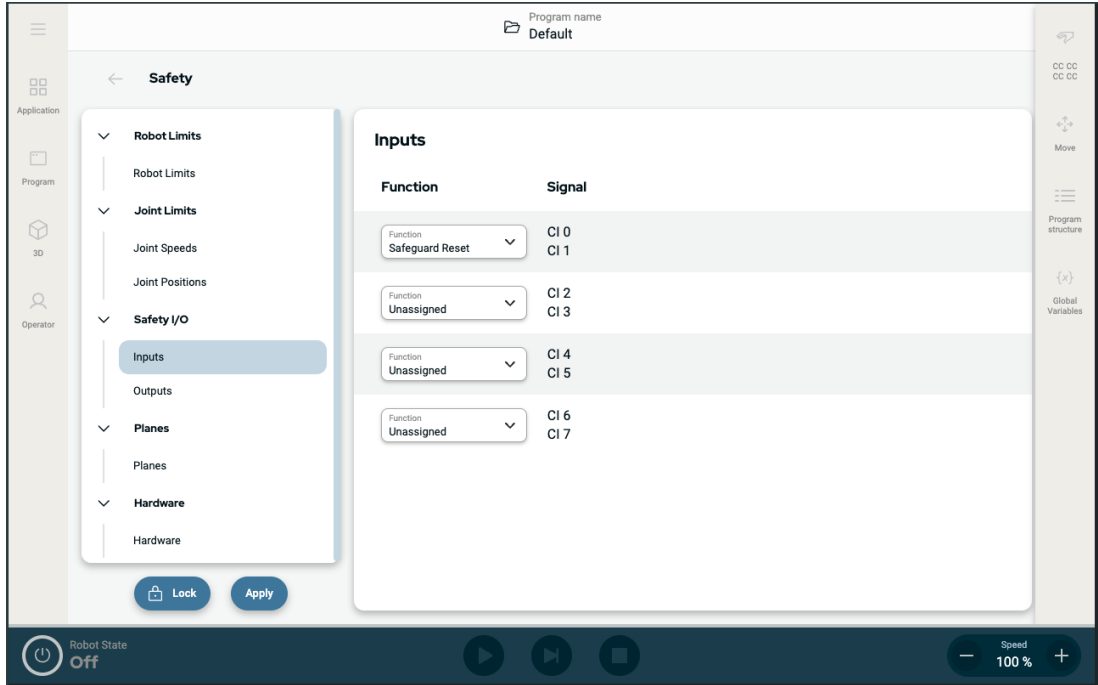 Program name
Default
Application
Program
3D
Operator
Safety
Robot Limits
Robot Limits
Joint Limits
Joint Speeds
Joint Positions
Safety I/O
Inputs
Outputs
Planes
Planes
Hardware
Hardware
Lock
Apply
Inputs
Function Signal
Function
Safeguard Reset
CI 0
CI 1
Function
Unassigned
CI 2
CI 3
Function
Unassigned
CI 4
CI 5
Function
Unassigned
CI 6
CI 7
CC CC
CC CC
Move
Program
structure
{x}
Global
Variables
Robot State
Off
Speed
100 %